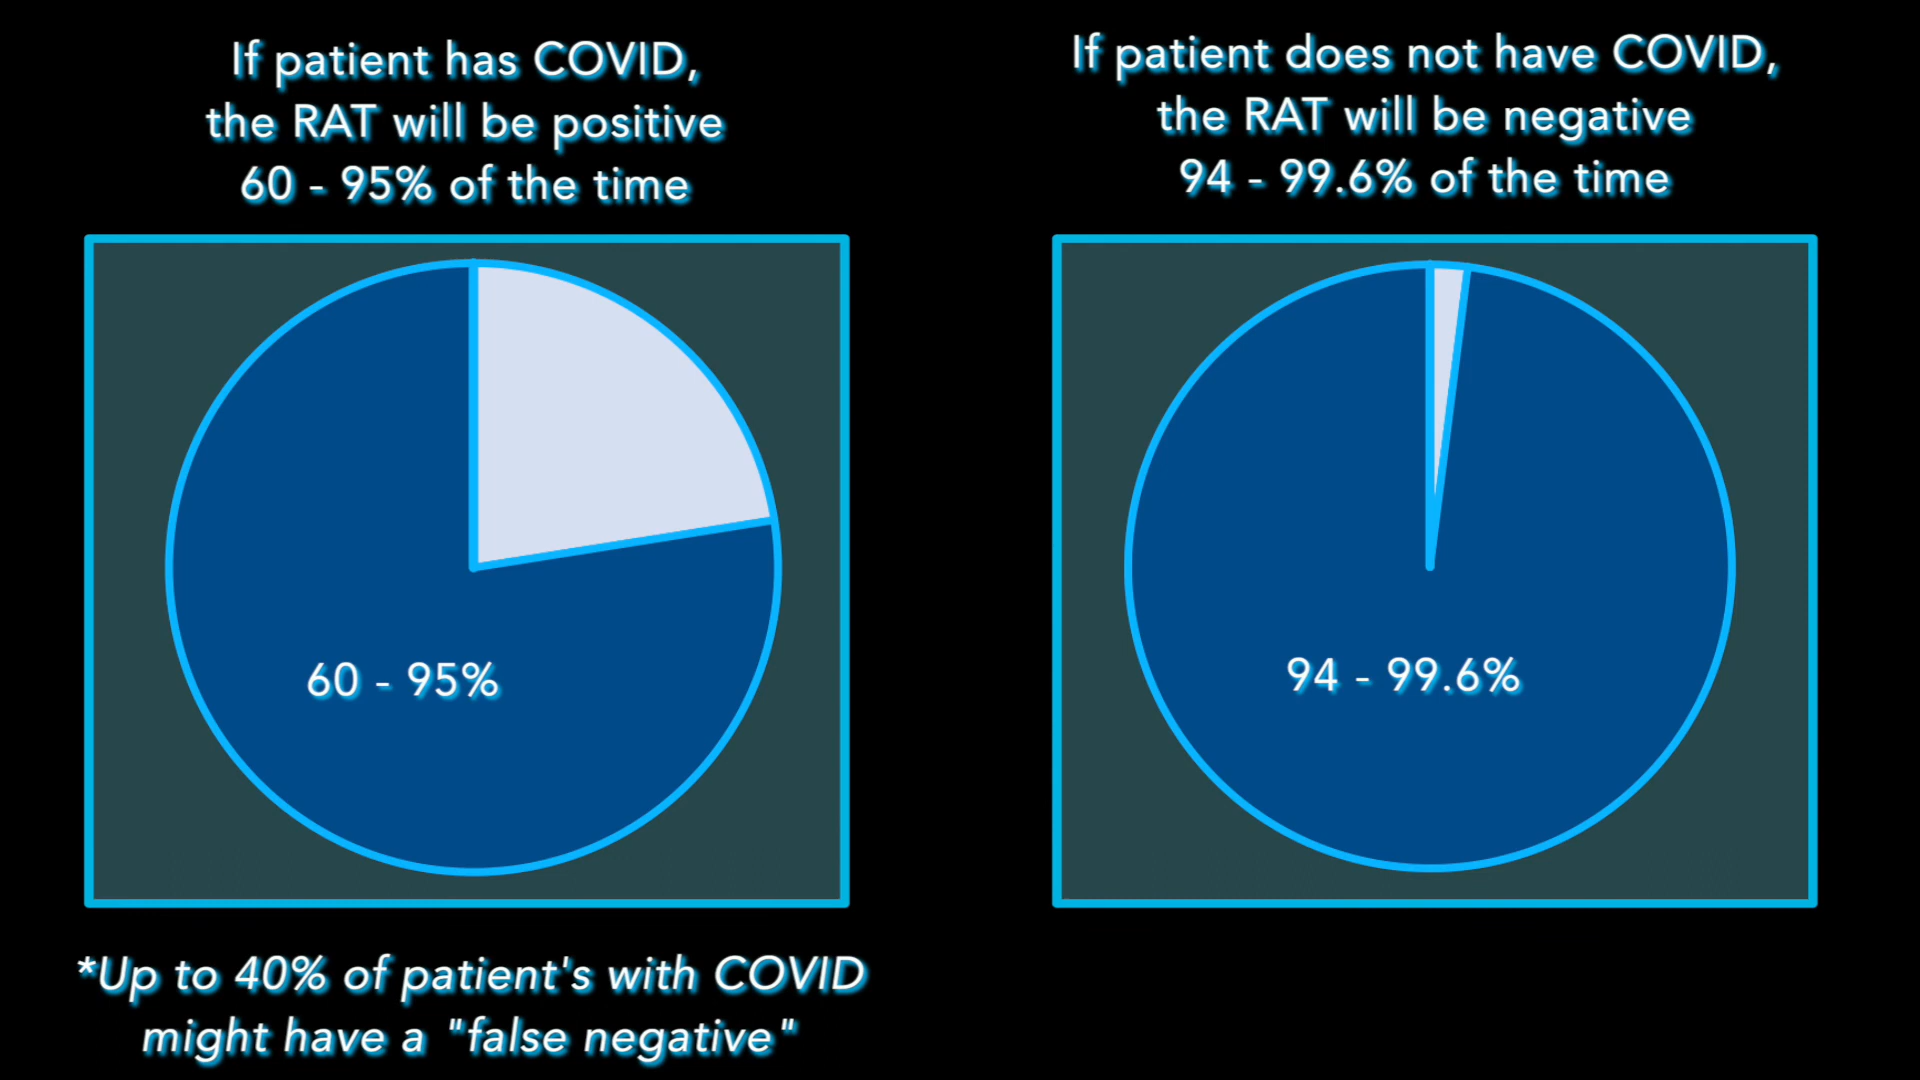 If patient has COVID,
the RAT will be positive
60 - 95% of the time
60 - 95%
*Up to 40% of patient's with COVID
might have a "false negative"
If patient does not have COVID,
the RAT will be negative
94 - 99.6% of the time
94 - 99.6%